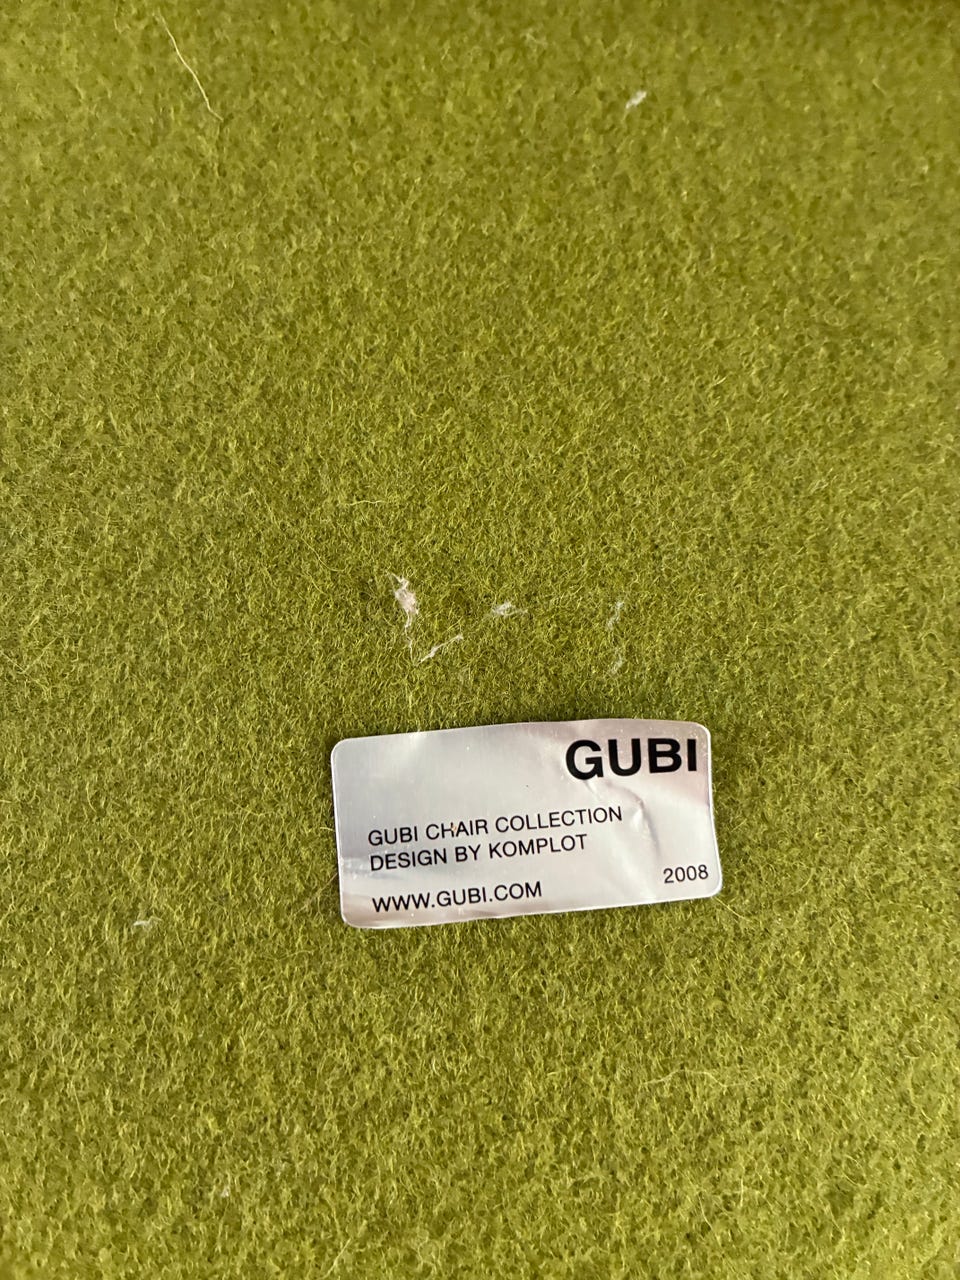 GUBI
GUBI CHAIR COLLECTION
DESIGN BY KOMPLOT
WWW.GUBI.COM
2008